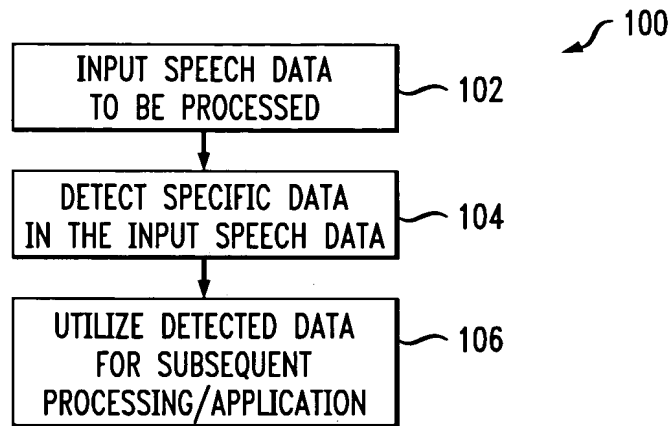 100
INPUT SPEECH DATA
TO BE PROCESSED
102
DETECT SPECIFIC DATA
IN THE INPUT SPEECH DATA
104
UTILIZE DETECTED DATA
FOR SUBSEQUENT
PROCESSING/APPLICATION
106